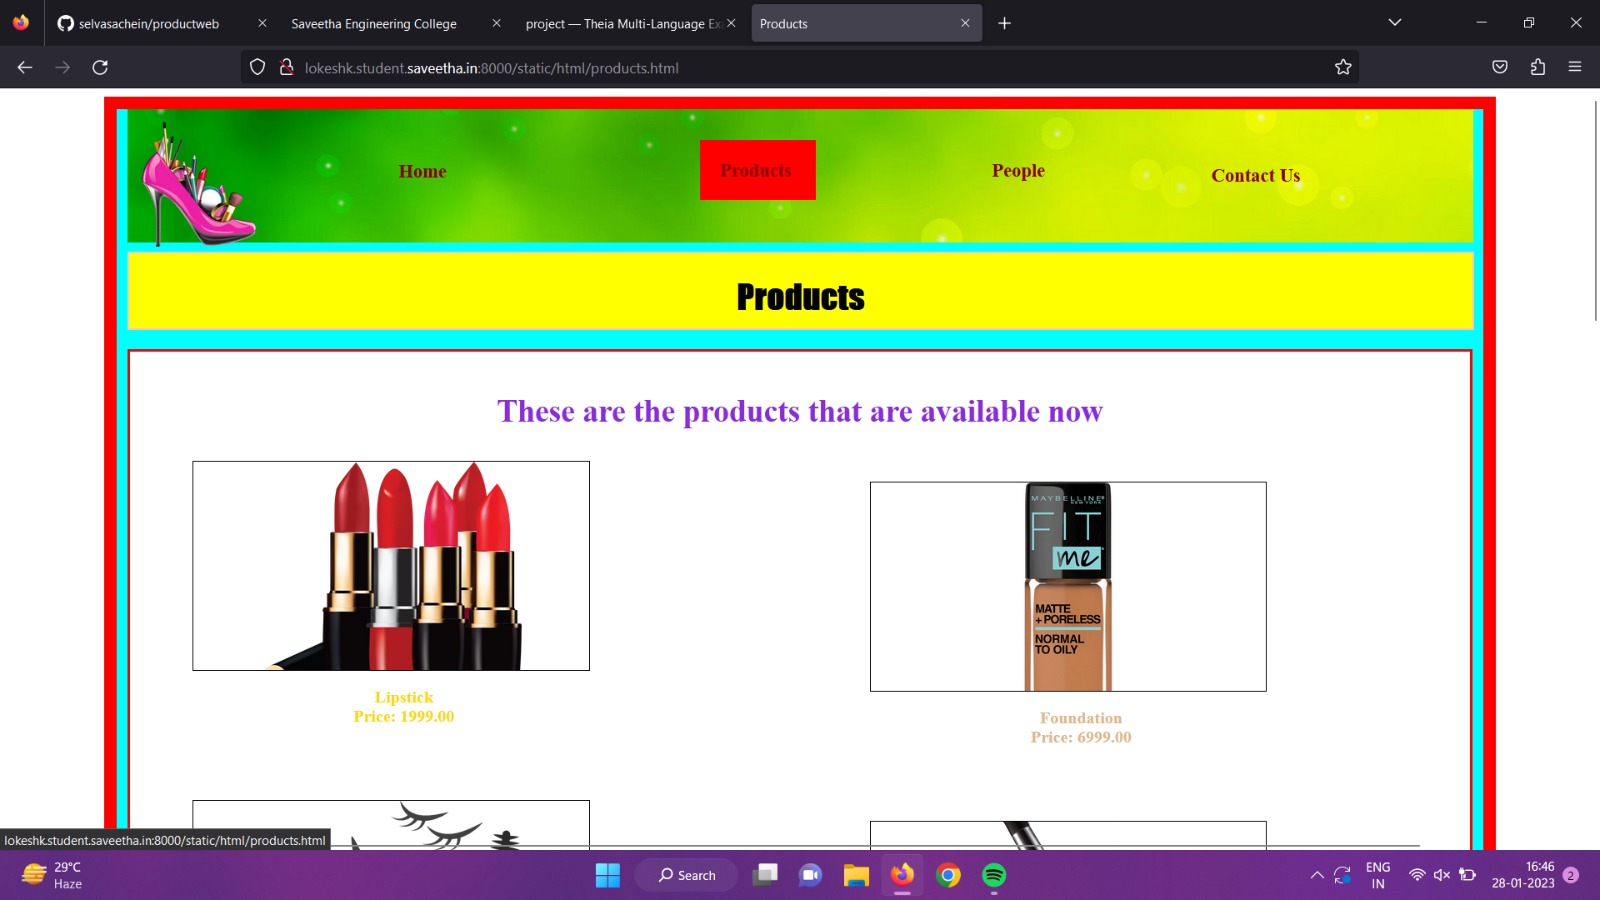 selvasachein/productweb
Saveetha Engineering College
project — Theia Multi-Language Ex
Products
lokeshk.student.saveetha.in:8000/static/html/products.html
Home
Products
People
Contact Us
Products
These are the products that are available now
MAYBELLINE
NEW YORK
FIT
me
MATTE
+ PORELESS
NORMAL
TO OILY
Lipstick
Price: 1999.00
Foundation
Price: 6999.00
lokeshk.student.saveetha.in:8000/static/html/products.html
29°C
Haze
Search
ENG
IN
16:46
28-01-2023
2